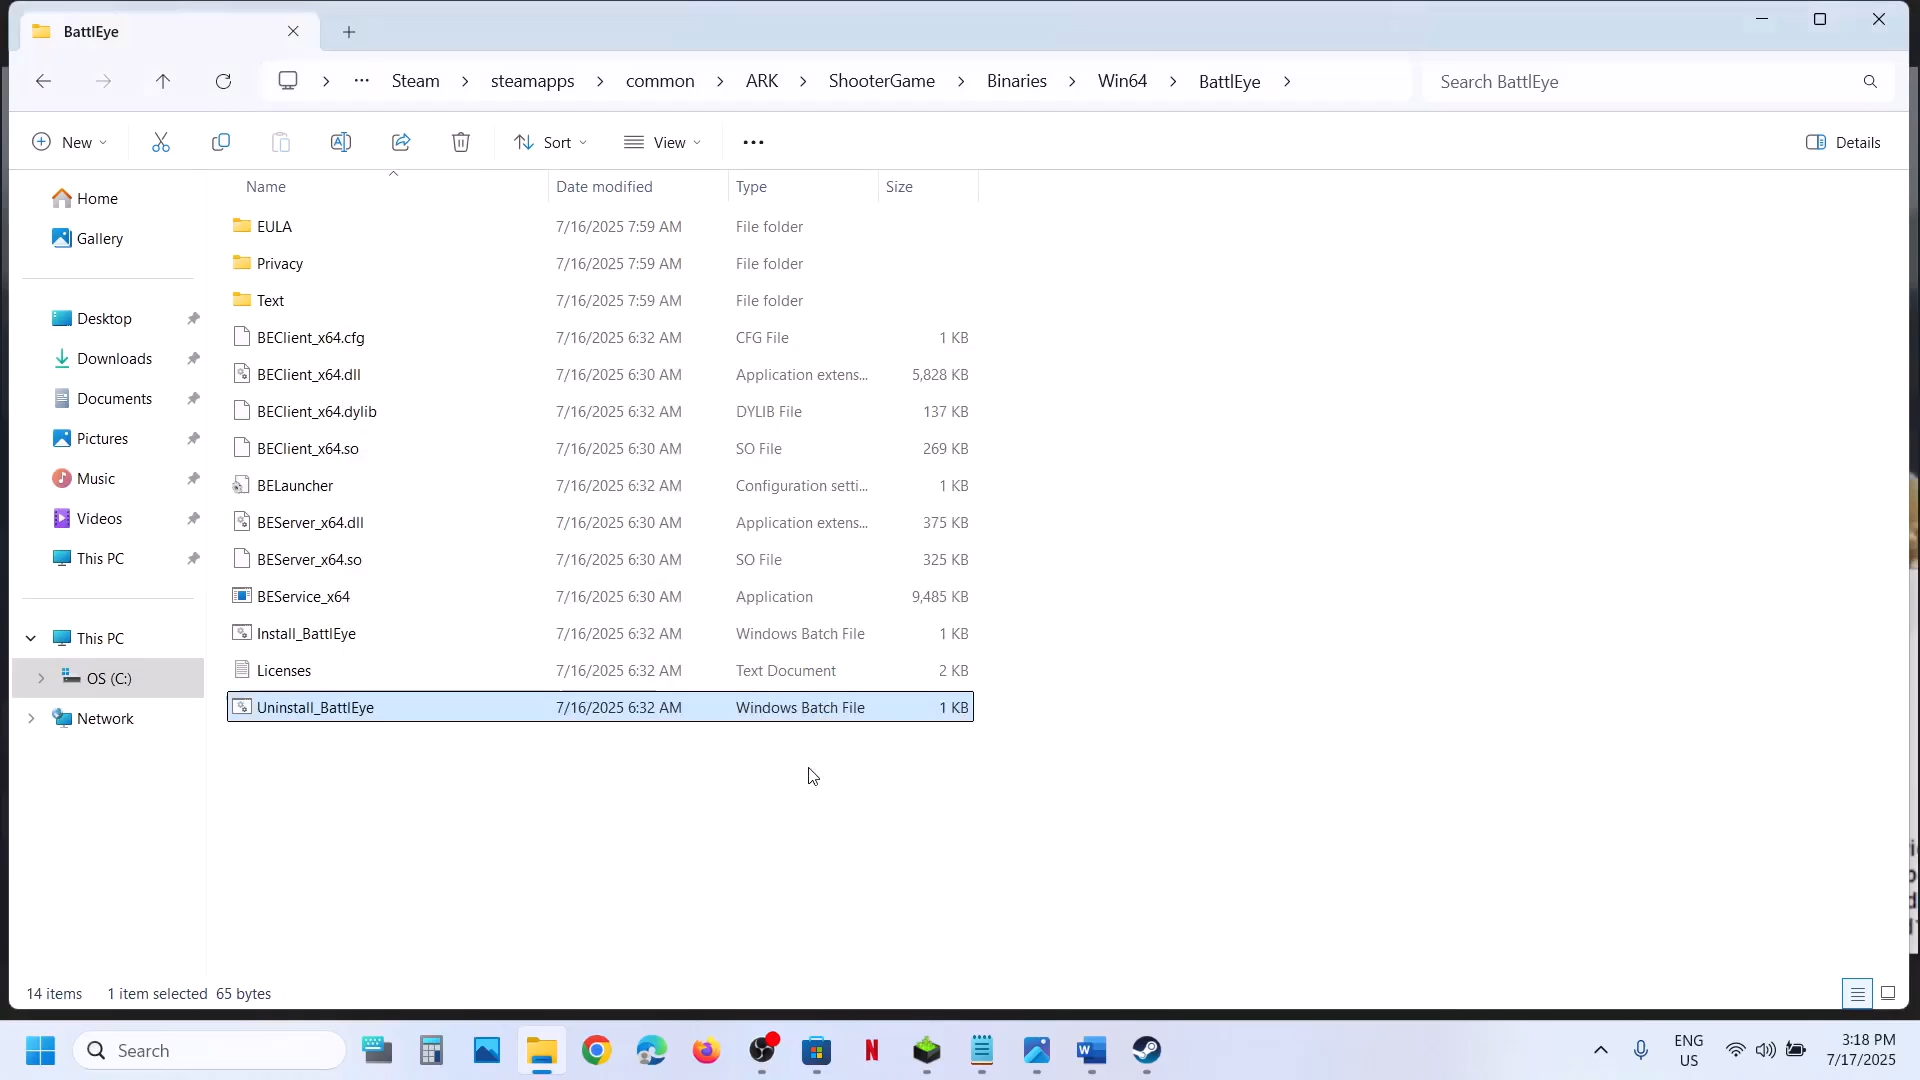 BattlEye
Steam steamapps common ARK ShooterGame Binaries Win64 BattlEye
Search BattlEye
New Sort View Details
Name Date modified Type Size
EULA 7/16/2025 7:59 AM File folder
Privacy 7/16/2025 7:59 AM File folder
Text 7/16/2025 7:59 AM File folder
BEClient_x64.cfg 7/16/2025 6:32 AM CFG File 1 KB
BEClient_x64.dll 7/16/2025 6:30 AM Application extens... 5,828 KB
BEClient_x64.dylib 7/16/2025 6:32 AM DYLIB File 137 KB
BEClient_x64.so 7/16/2025 6:30 AM SO File 269 KB
BELauncher 7/16/2025 6:32 AM Configuration setti... 1 KB
BEServer_x64.dll 7/16/2025 6:30 AM Application extens... 375 KB
BEServer_x64.so 7/16/2025 6:30 AM SO File 325 KB
BEService_x64 7/16/2025 6:30 AM Application 9,485 KB
Install_BattlEye 7/16/2025 6:32 AM Windows Batch File 1 KB
Licenses 7/16/2025 6:32 AM Text Document 2 KB
Uninstall_BattlEye 7/16/2025 6:32 AM Windows Batch File 1 KB
Home
Gallery
Desktop
Downloads
Documents
Pictures
Music
Videos
This PC
This PC
OS (C:)
Network
14 items 1 item selected 65 bytes
Search
ENG
US
3:18 PM
7/17/2025